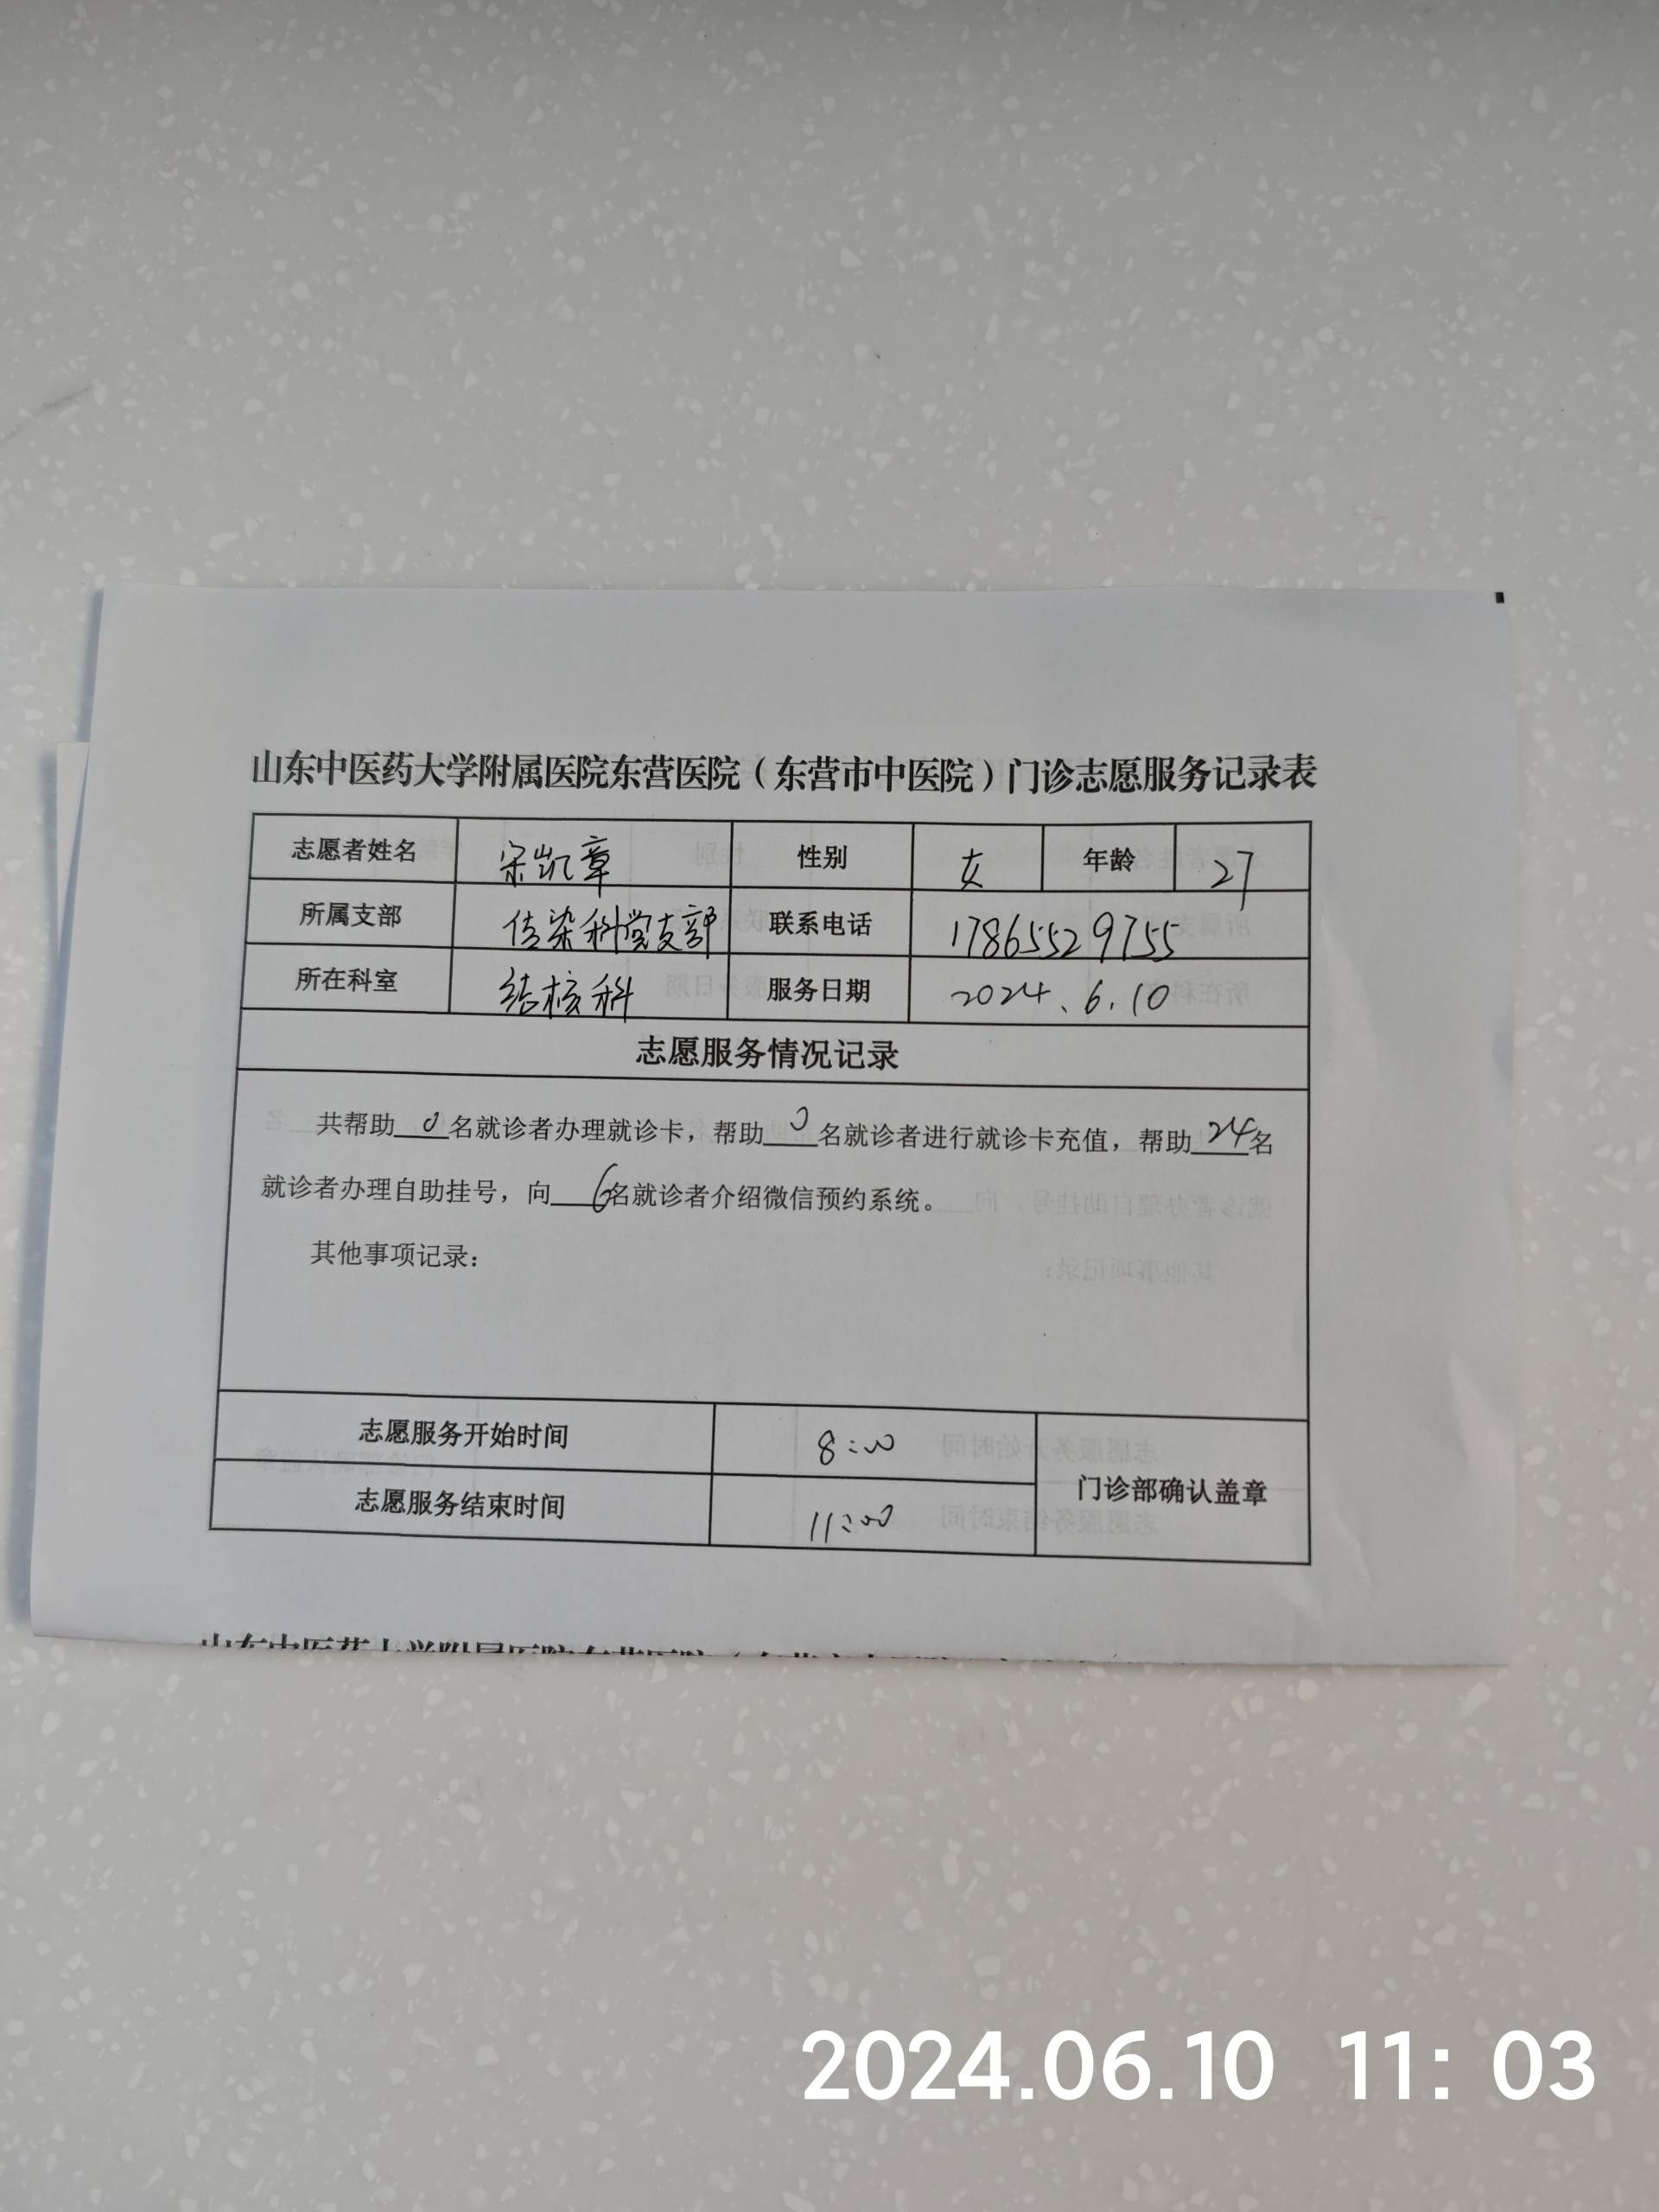 山东中医药大学附属医院东营医院（东营市中医院）门诊志愿服务记录表
志愿者姓名 宋凯章 性别 女 年龄 27
所属支部 传染科党支部 联系电话 17865529755
所在科室 结核科 服务日期 2024.6.10
志愿服务情况记录
共帮助 0 名就诊者办理就诊卡，帮助 0 名就诊者进行就诊卡充值，帮助 24 名
就诊者办理自助挂号，向 6 名就诊者介绍微信预约系统。
其他事项记录：
志愿服务开始时间 8:00
门诊部确认盖章
志愿服务结束时间 11:00
2024.06.10 11:03